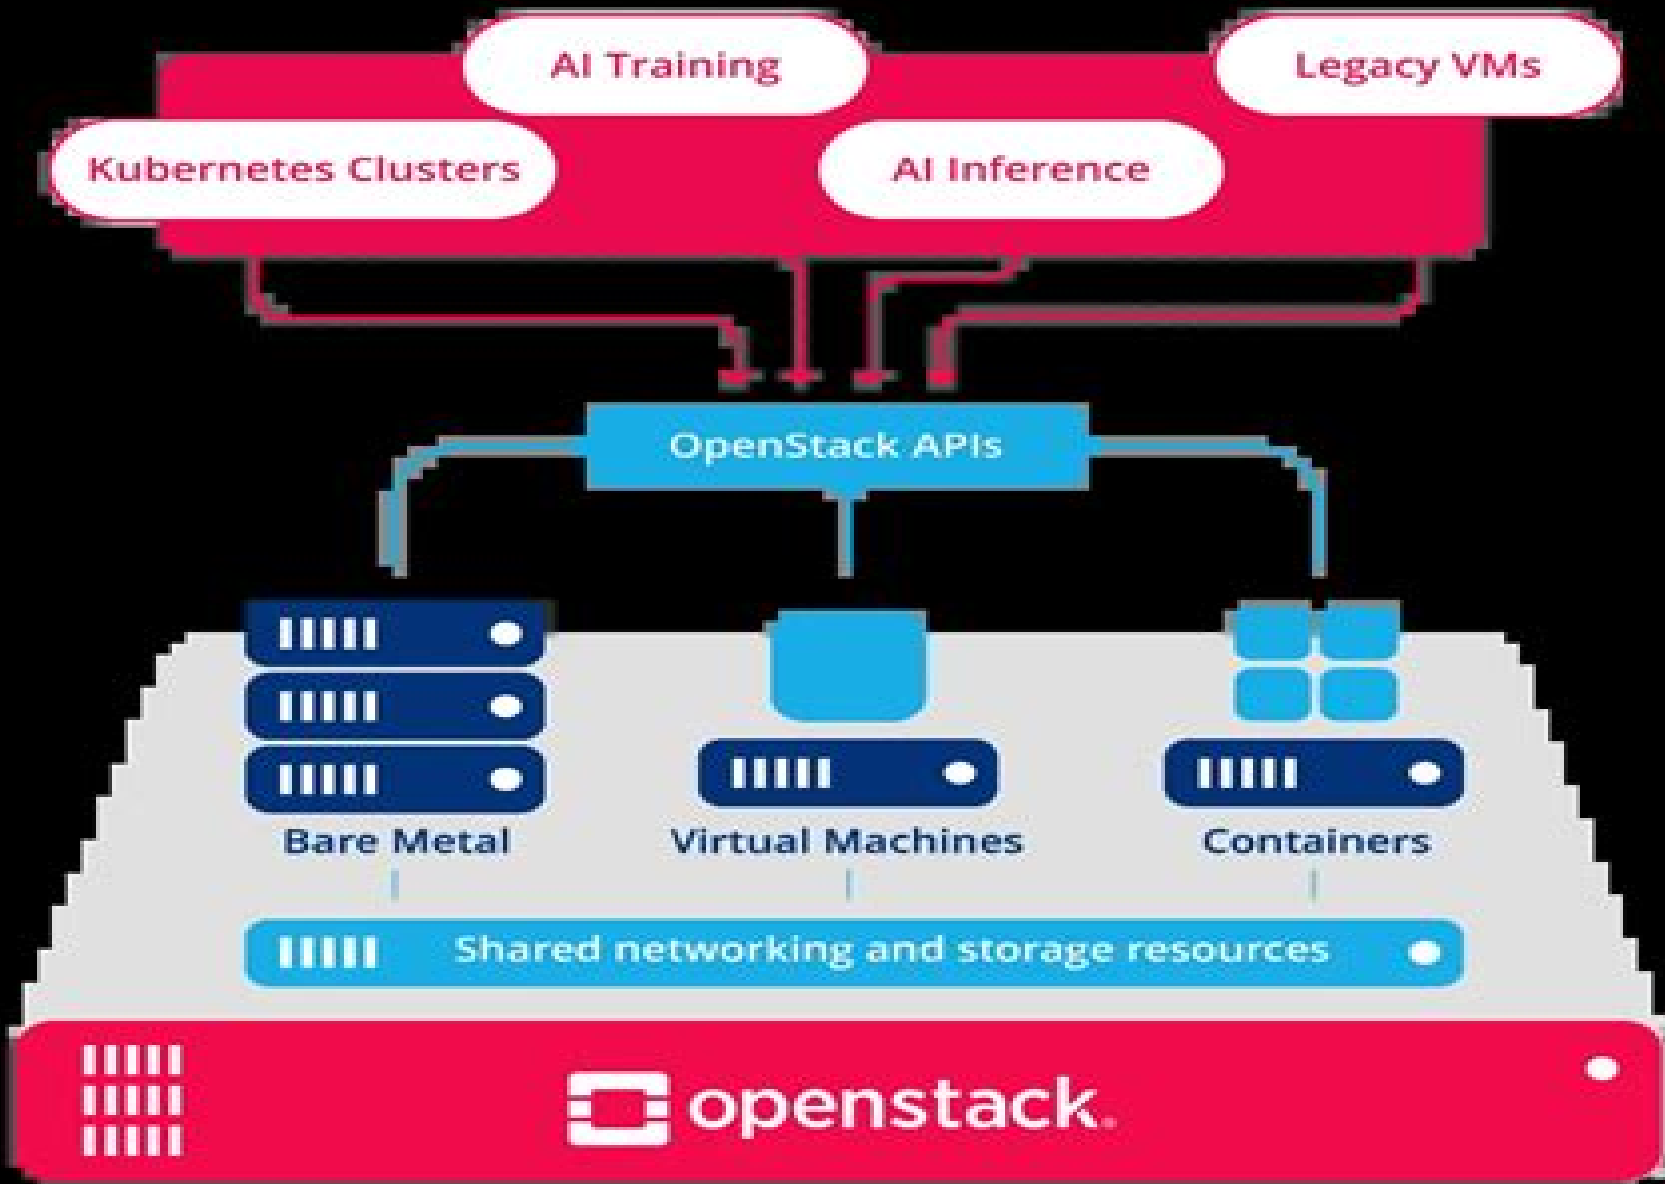 AI Training
Legacy VMs
Kubernetes Clusters
AI Inference
OpenStack APIs
Bare Metal
Virtual Machines
Containers
Shared networking and storage resources
openstack.